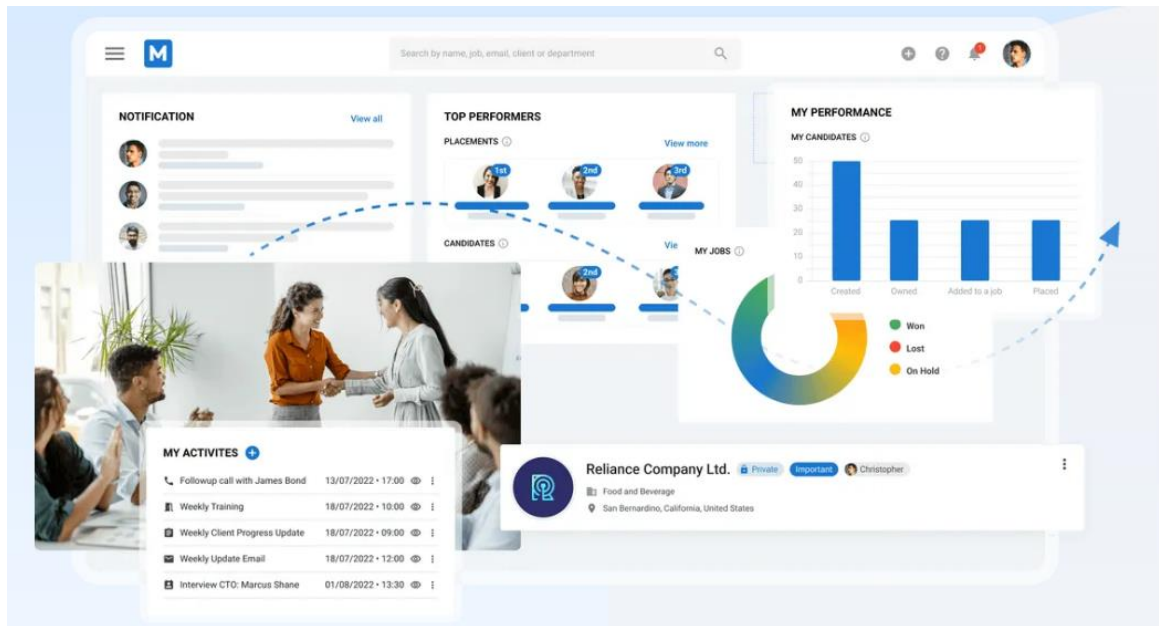 M
Search by name, job, email, client or department
NOTIFICATION
View all
TOP PERFORMERS
PLACEMENTS
View more
1st
2nd
3rd
CANDIDATES
Vie
2nd
MY PERFORMANCE
MY CANDIDATES
50
40
30
20
10
0
Created Owned Added to a job Placed
MY JOBS
Won
Lost
On Hold
MY ACTIVITES
Followup call with James Bond 13/07/2022 • 17:00
Weekly Training 18/07/2022 • 10:00
Weekly Client Progress Update 18/07/2022 • 09:00
Weekly Update Email 18/07/2022 • 12:00
Interview CTO: Marcus Shane 01/08/2022 • 13:30
Reliance Company Ltd. Private Important Christopher
Food and Beverage
San Bernardino, California, United States